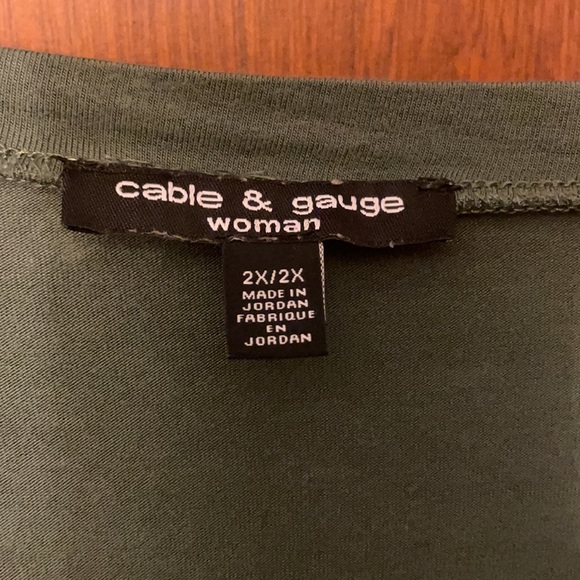 cable & gauge
woman
2X/2X
MADE IN
JORDAN
FABRIQUE
EN
JORDAN